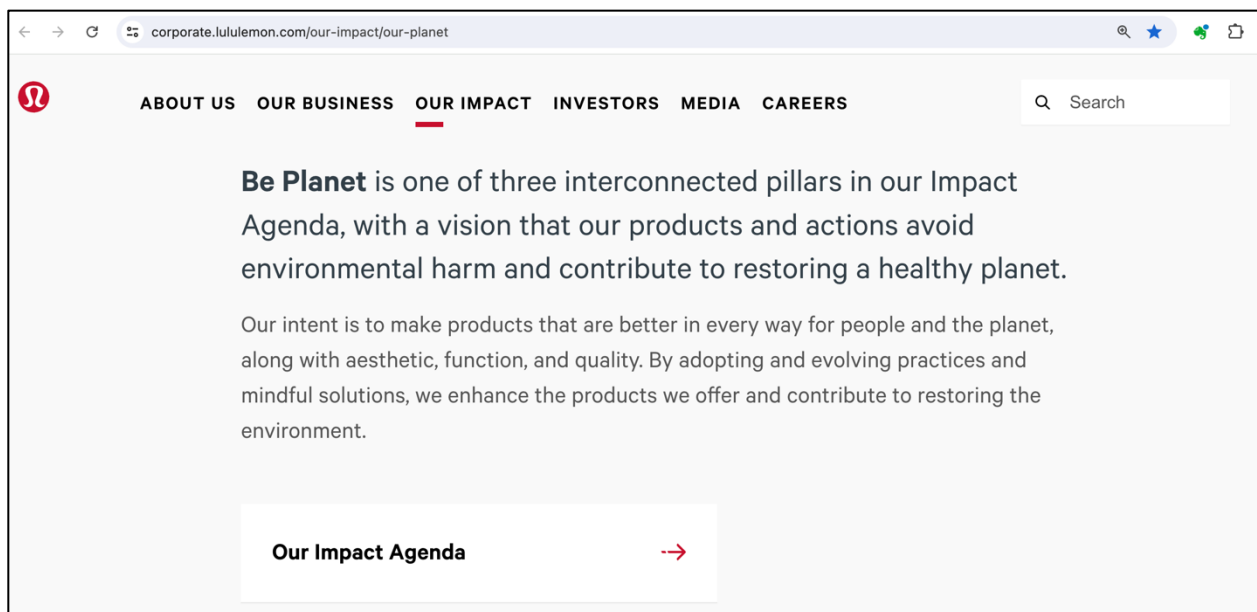 corporate.lululemon.com/our-impact/our-planet
ABOUT US OUR BUSINESS OUR IMPACT INVESTORS MEDIA CAREERS Search
Be Planet is one of three interconnected pillars in our Impact
Agenda, with a vision that our products and actions avoid
environmental harm and contribute to restoring a healthy planet.
Our intent is to make products that are better in every way for people and the planet,
along with aesthetic, function, and quality. By adopting and evolving practices and
mindful solutions, we enhance the products we offer and contribute to restoring the
environment.
Our Impact Agenda